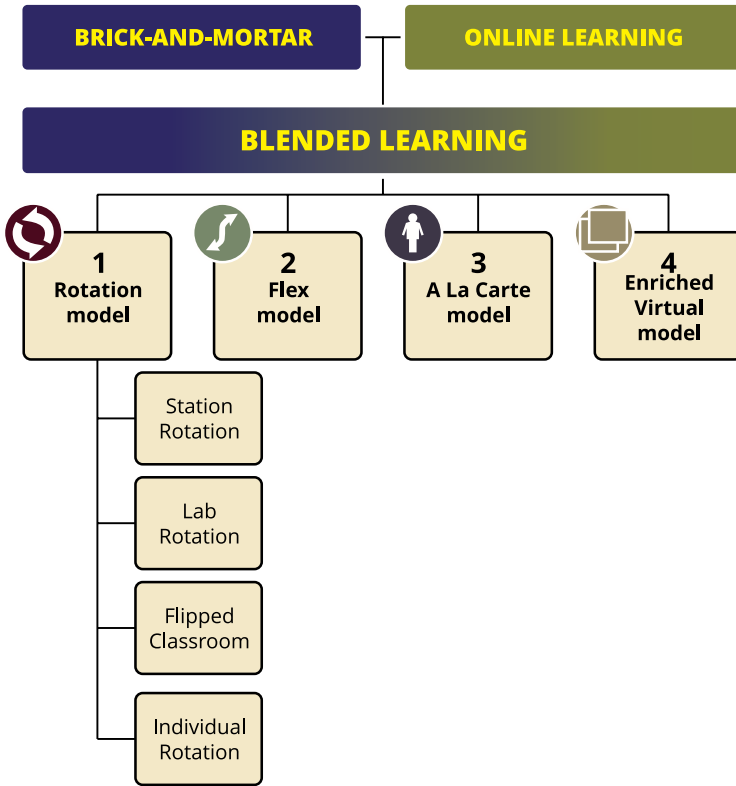 BRICK-AND-MORTAR
ONLINE LEARNING
BLENDED LEARNING
1
Rotation
model
2
Flex
model
3
A La Carte
model
4
Enriched
Virtual
model
Station
Rotation
Lab
Rotation
Flipped
Classroom
Individual
Rotation